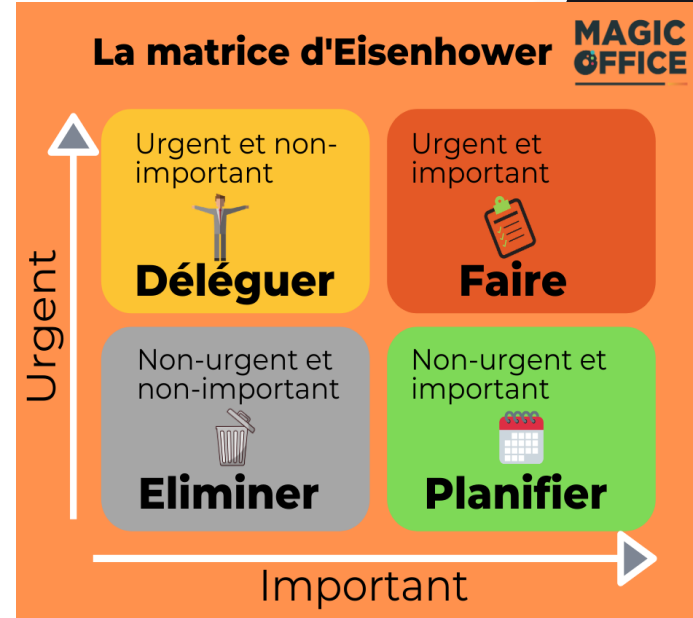 La matrice d'Eisenhower
MAGIC
OFFICE
Urgent
Urgent et non-
important
Déléguer
Urgent et
important
Faire
Non-urgent et
non-important
Eliminer
Non-urgent et
important
Planifier
Important